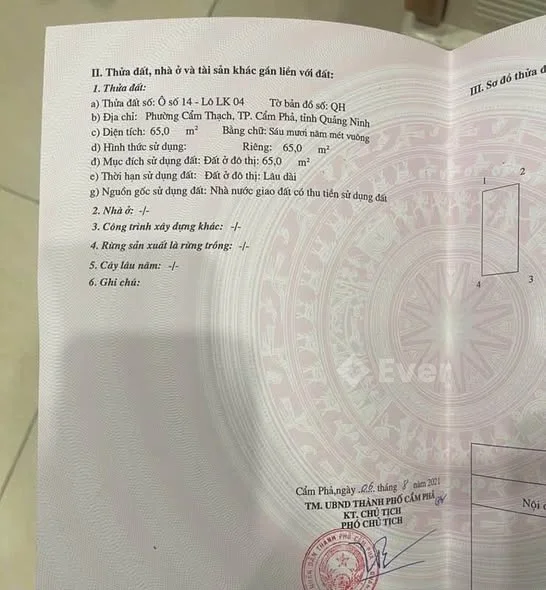 II. Thửa đất, nhà ở và tài sản khác gắn liền với đất:
1. Thửa đất:
a) Thửa đất số: Ô số 14 - Lô LK 04 Tờ bản đồ số: QH
b) Địa chỉ: Phường Cẩm Thạch, TP. Cẩm Phả, tỉnh Quảng Ninh
c) Diện tích: 65,0 m² Bằng chữ: Sáu mươi năm mét vuông
d) Hình thức sử dụng: Riêng: 65,0 m²
đ) Mục đích sử dụng đất: Đất ở đô thị: 65,0 m²
e) Thời hạn sử dụng đất: Đất ở đô thị: Lâu dài
g) Nguồn gốc sử dụng đất: Nhà nước giao đất có thu tiền sử dụng đất
2. Nhà ở: -/-
3. Công trình xây dựng khác: -/-
4. Rừng sản xuất là rừng trồng: -/-
5. Cây lâu năm: -/-
6. Ghi chú:
Cẩm Phả, ngày 06 tháng 8 năm 2021
TM. UBND THÀNH PHỐ CẨM PHẢ
KT. CHỦ TỊCH
PHÓ CHỦ TỊCH
III. Sơ đồ thửa đ
1
2
3
4
Nội d
Ever